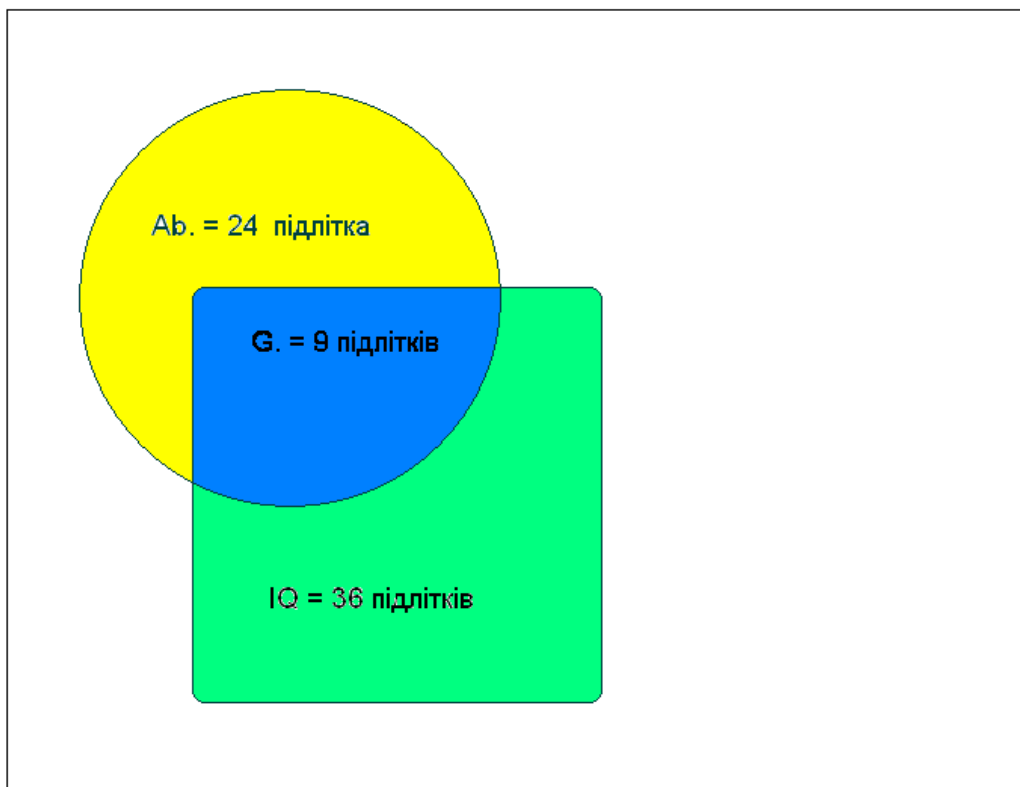 Ab. = 24 підлітка
G. = 9 підлітків
IQ = 36 підлітків